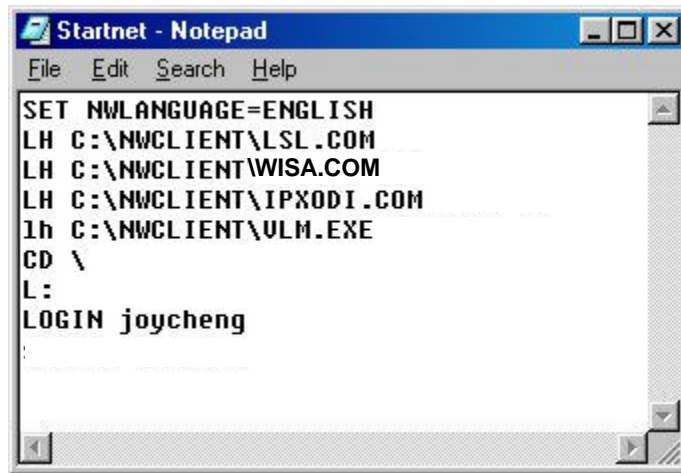 Startnet - Notepad
File Edit Search Help
SET NWLANGUAGE=ENGLISH
LH C:\NWCLIENT\LSL.COM
LH C:\NWCLIENT\WISA.COM
LH C:\NWCLIENT\IPXODI.COM
lh C:\NWCLIENT\VLM.EXE
CD \
L:
LOGIN joycheng